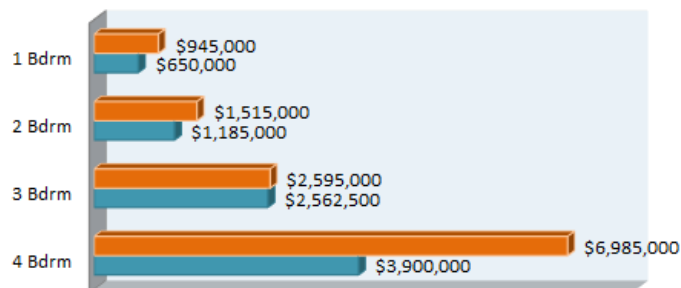 1 Bdrm
$945,000
$650,000
2 Bdrm
$1,515,000
$1,185,000
3 Bdrm
$2,595,000
$2,562,500
4 Bdrm
$6,985,000
$3,900,000